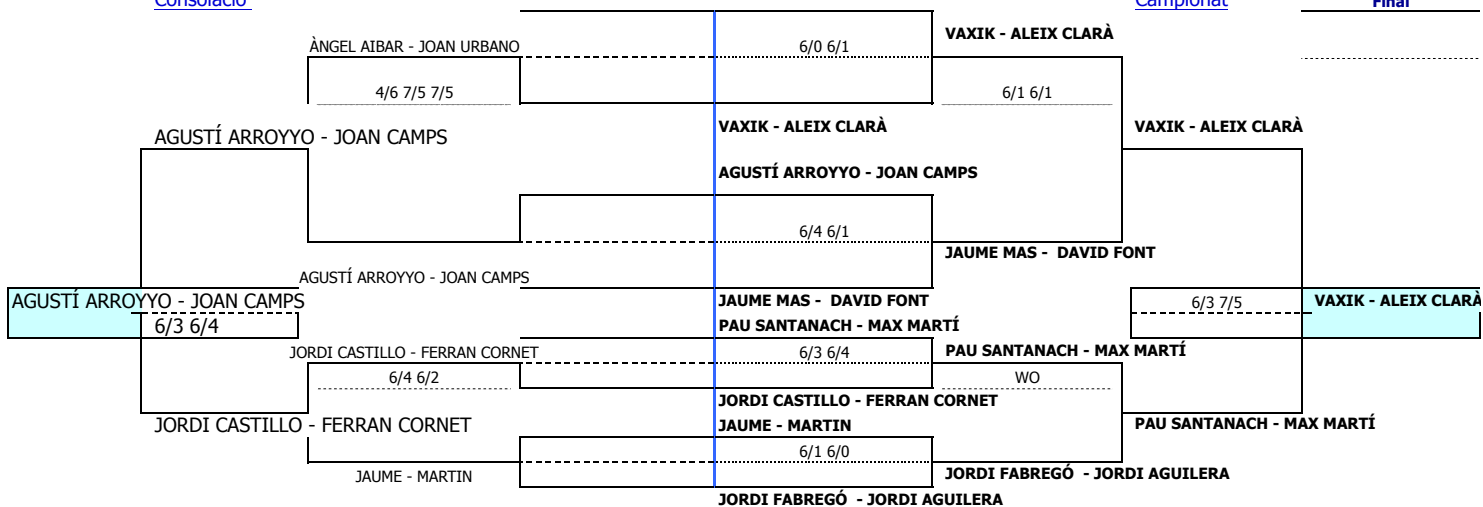 Consolació Campionat Final
ÀNGEL AIBAR - JOAN URBANO 6/0 6/1 VAXIK - ALEIX CLARÀ
4/6 7/5 7/5 6/1 6/1
AGUSTÍ ARROYYO - JOAN CAMPS VAXIK - ALEIX CLARÀ VAXIK - ALEIX CLARÀ
AGUSTÍ ARROYYO - JOAN CAMPS
6/4 6/1
JAUME MAS - DAVID FONT
AGUSTÍ ARROYYO - JOAN CAMPS
AGUSTÍ ARROYYO - JOAN CAMPS JAUME MAS - DAVID FONT 6/3 7/5 VAXIK - ALEIX CLARÀ
6/3 6/4 PAU SANTANACH - MAX MARTÍ
JORDI CASTILLO - FERRAN CORNET 6/3 6/4 PAU SANTANACH - MAX MARTÍ
6/4 6/2 WO
JORDI CASTILLO - FERRAN CORNET
JORDI CASTILLO - FERRAN CORNET JAUME - MARTIN PAU SANTANACH - MAX MARTÍ
6/1 6/0
JAUME - MARTIN JORDI FABREGÓ - JORDI AGUILERA
JORDI FABREGÓ - JORDI AGUILERA